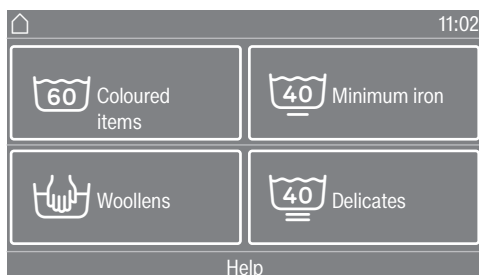 11:02
60 Coloured
items
40 Minimum iron
Woollens
40 Delicates
Help